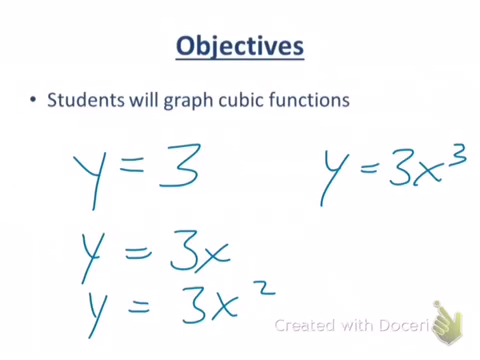 Objectives
• Students will graph cubic functions
y = 3
y = 3x³
y = 3x
y = 3x²
Created with Doceri